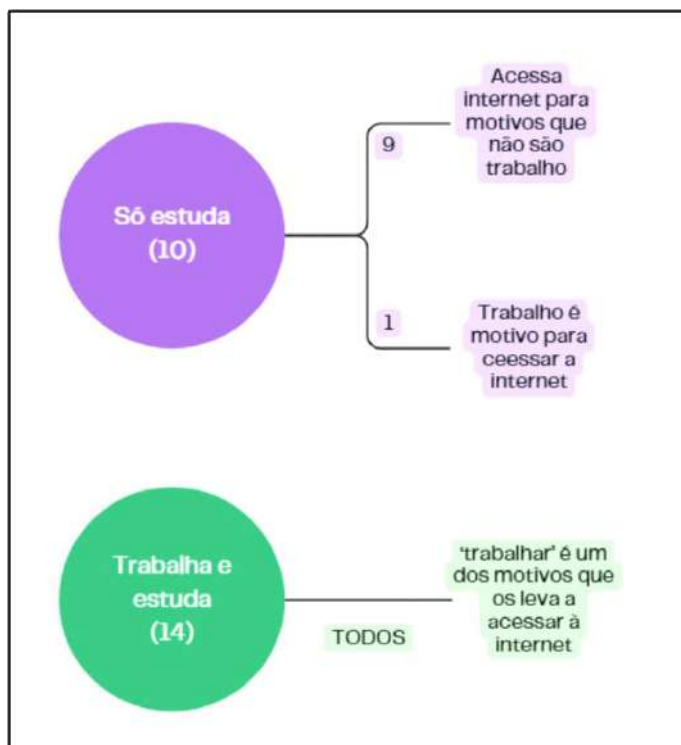 Só estuda
(10)
9
Acessa
internet para
motivos que
não são
trabalho
1
Trabalho é
motivo para
ceessar a
internet
Trabalha e
estuda
(14)
TODOS
'trabalhar' é um
dos motivos que
os leva a
acessar à
internet